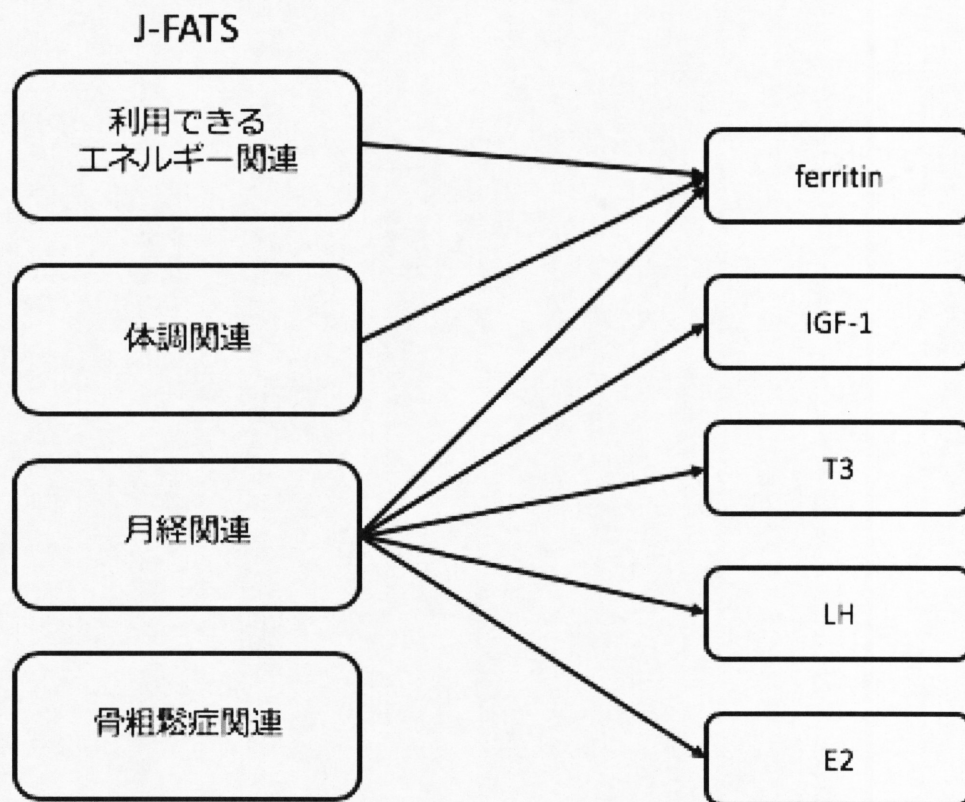 J-FATS
利用できる
エネルギー関連
体調関連
月経関連
骨粗鬆症関連
ferritin
IGF-1
T3
LH
E2